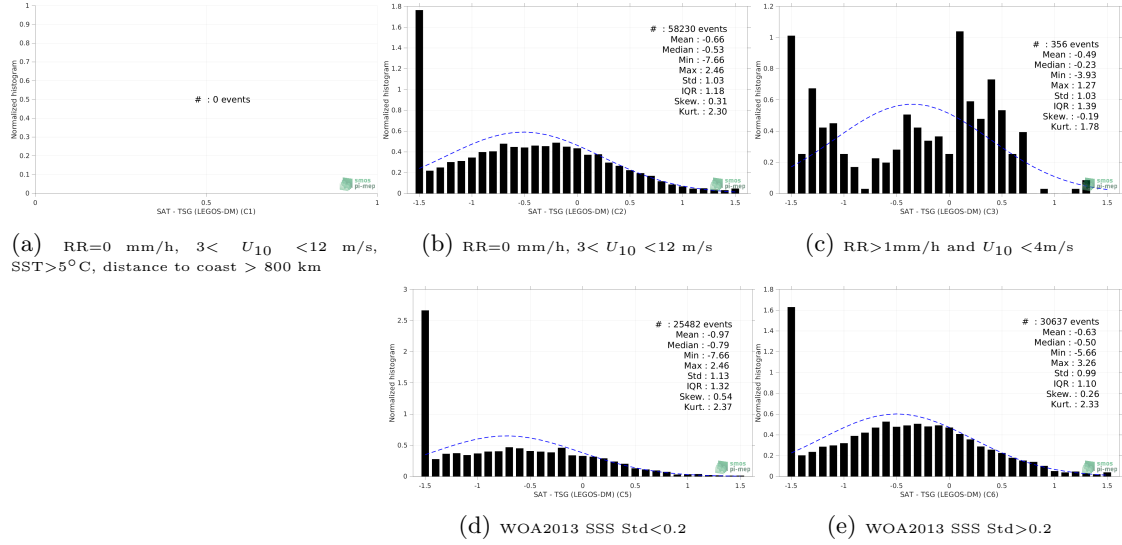 1
0.9
0.8
0.7
0.6
0.5
0.4
0.3
0.2
0.1
0
Normalized histogram
# : 0 events
0 0.5 1
SAT - TSG (LEGOS-DM) (C1)
smos
pi-mep
(a) RR=0 mm/h, 3< U10 <12 m/s,
SST>5°C, distance to coast > 800 km
1.8
1.6
1.4
1.2
1
0.8
0.6
0.4
0.2
0
Normalized histogram
# : 58230 events
Mean : -0.66
Median : -0.53
Min : -7.66
Max : 2.46
Std : 1.03
IQR : 1.18
Skew. : 0.31
Kurt. : 2.30
-1.5 -1 -0.5 0 0.5 1 1.5
SAT - TSG (LEGOS-DM) (C2)
smos
pi-mep
(b) RR=0 mm/h, 3< U10 <12 m/s
1.2
1
0.8
0.6
0.4
0.2
0
Normalized histogram
# : 356 events
Mean : -0.49
Median : -0.23
Min : -3.93
Max : 1.27
Std : 1.03
IQR : 1.39
Skew. : -0.19
Kurt. : 1.78
-1.5 -1 -0.5 0 0.5 1 1.5
SAT - TSG (LEGOS-DM) (C3)
smos
pi-mep
(c) RR>1mm/h and U10 <4m/s
3
2.5
2
1.5
1
0.5
0
Normalized histogram
# : 25482 events
Mean : -0.97
Median : -0.79
Min : -7.66
Max : 2.46
Std : 1.13
IQR : 1.32
Skew. : 0.54
Kurt. : 2.37
-1.5 -1 -0.5 0 0.5 1 1.5
SAT - TSG (LEGOS-DM) (C5)
smos
pi-mep
(d) WOA2013 SSS Std<0.2
1.8
1.6
1.4
1.2
1
0.8
0.6
0.4
0.2
0
Normalized histogram
# : 30637 events
Mean : -0.63
Median : -0.50
Min : -5.66
Max : 3.26
Std : 0.99
IQR : 1.10
Skew. : 0.26
Kurt. : 2.33
-1.5 -1 -0.5 0 0.5 1 1.5
SAT - TSG (LEGOS-DM) (C6)
smos
pi-mep
(e) WOA2013 SSS Std>0.2